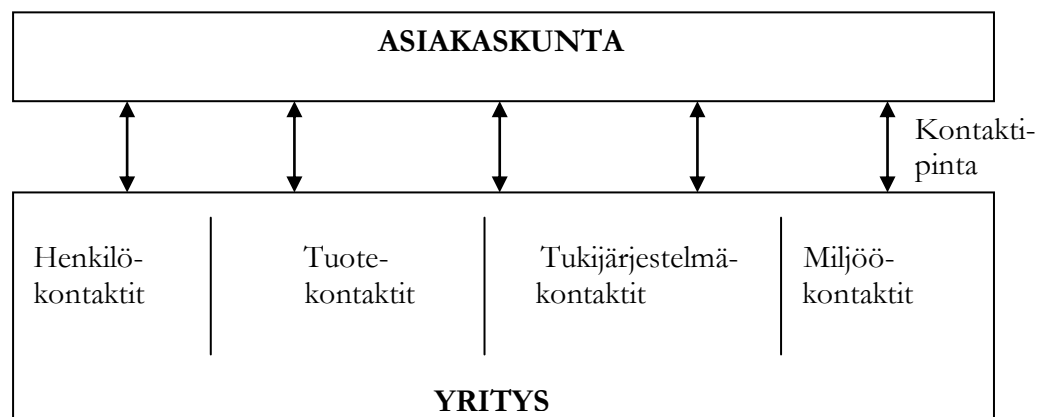 ASIAKASKUNTA
Kontakti-
pinta
Henkilö-
kontaktit
Tuote-
kontaktit
Tukijärjestelmä-
kontaktit
Miljöö-
kontaktit
YRITYS